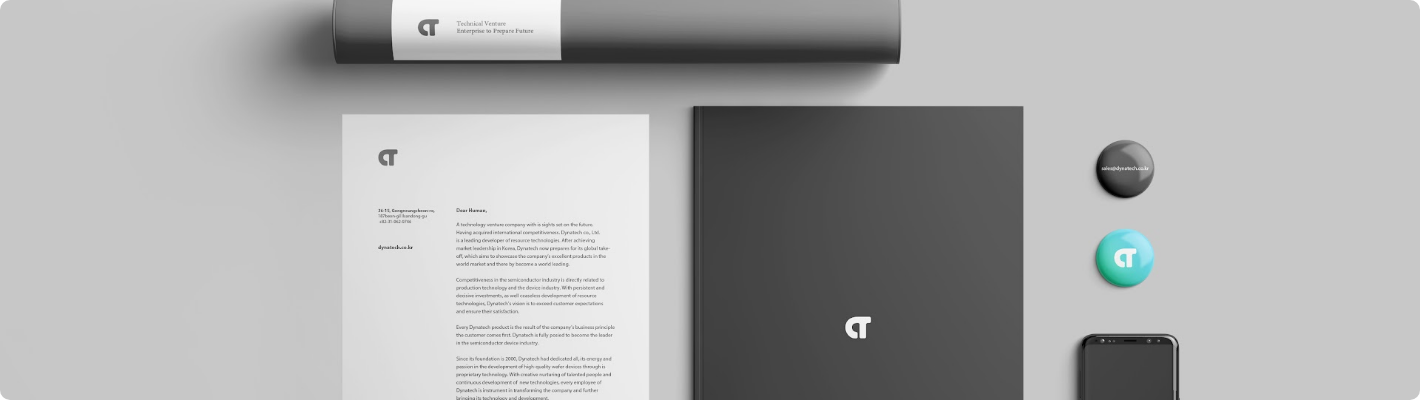 Technical Venture
Enterprise to Prepare Future
Dear Human,
dynatech.co.kr
A technology venture company with is sights set on the future.
Having acquired international competitiveness, Dynatech co, Ltd.
is a leading developer of resource technologies. After achieving
market leadership in Korea. Dynatech now prepares for its global take-
off, which aims to showcase the company's excellent products in the
world market and there by become a world leading.
Competitiveness in the semiconductor industry is directly related to
production technology and the device industry. With persistent and
decisive investments, as well ceaseless development of resource
technologies, Dynatech's vision is to exceed customer expectations
and ensure their satisfaction.
Every Dynatech product is the result of the company's business principle
the customer comes first. Dynatech is fully poised to become the leader
in the semiconductor device industry.
Since its foundation is 2000, Dynatech had dedicated all, its energy and
passion in the development of high quality wafer devices through is
proprietary technology. With creative nurturing of talented people and
continuous development of new technologies, every employee of
Dynatech is instrument in transforming the company and further
bringing its technology and development.
sales@dynatech.co.kr